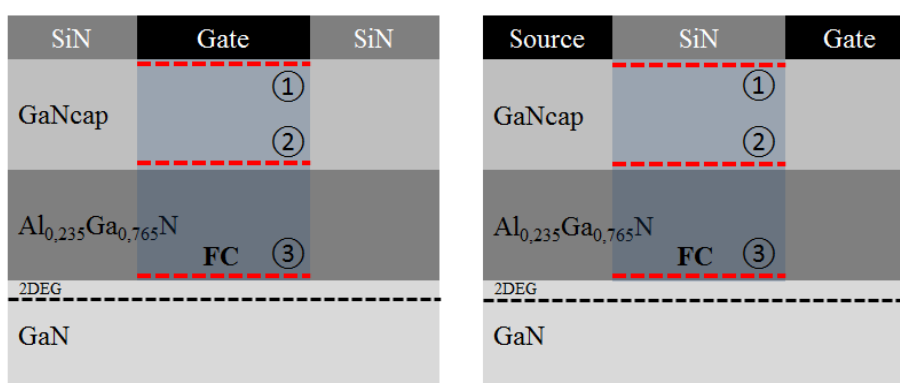 SiN Gate SiN
GaNcap
①
②
Al0,235Ga0,765N
FC ③
2DEG
GaN
Source SiN Gate
GaNcap
①
②
Al0,235Ga0,765N
FC ③
2DEG
GaN